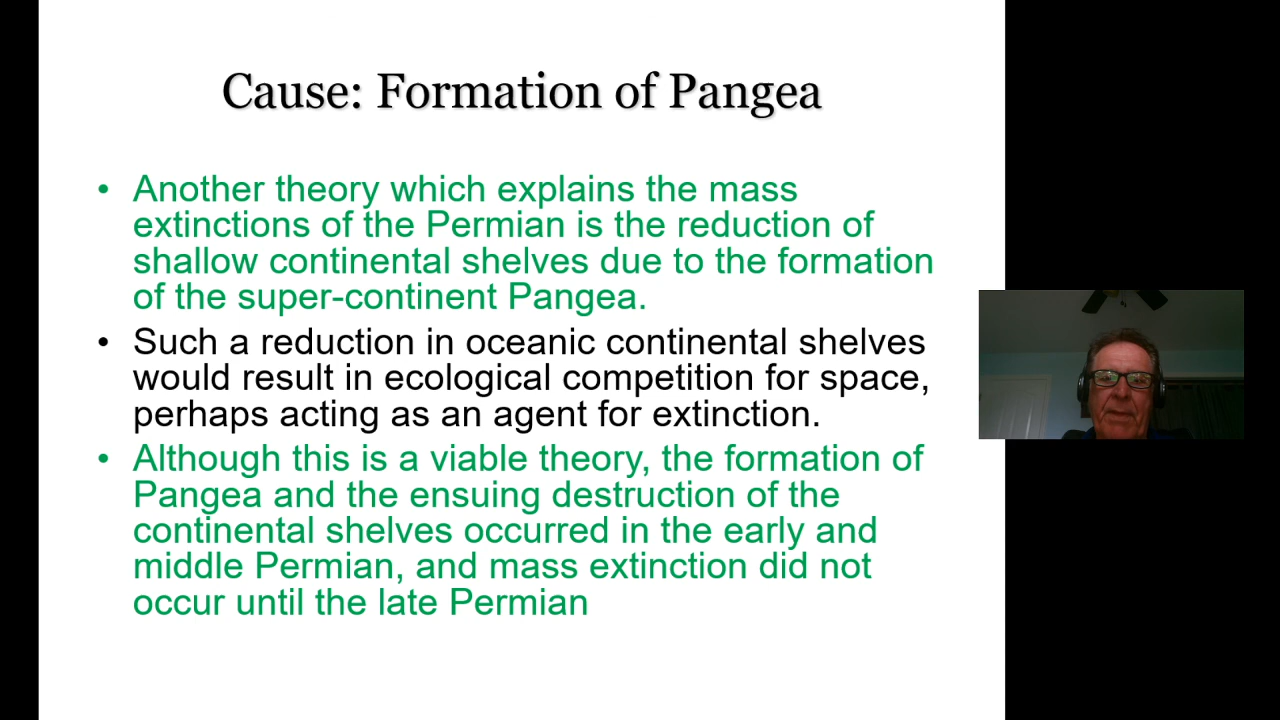 Cause: Formation of Pangea
• Another theory which explains the mass
extinctions of the Permian is the reduction of
shallow continental shelves due to the formation
of the super-continent Pangea.
• Such a reduction in oceanic continental shelves
would result in ecological competition for space,
perhaps acting as an agent for extinction.
• Although this is a viable theory, the formation of
Pangea and the ensuing destruction of the
continental shelves occurred in the early and
middle Permian, and mass extinction did not
occur until the late Permian